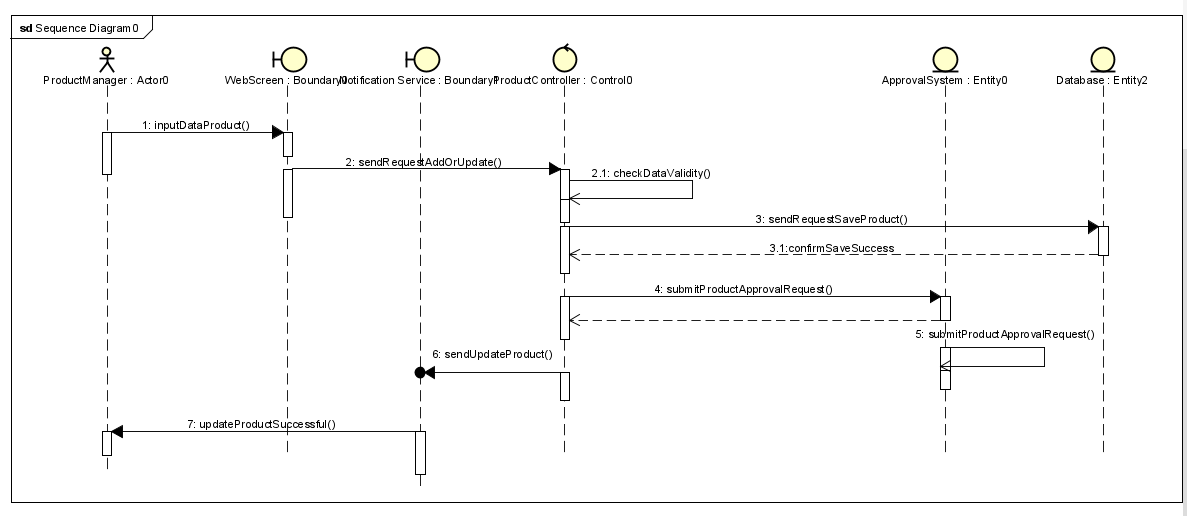 sd Sequence Diagram0
ProductManager : Actor0
WebScreen : Boundary0
Notification Service : Boundary1
ProductController : Control0
ApprovalSystem : Entity0
Database : Entity2
1: inputDataProduct()
2: sendRequestAddOrUpdate()
2.1: checkDataValidity()
3: sendRequestSaveProduct()
3.1:confirmSaveSuccess
4: submitProductApprovalRequest()
5: submitProductApprovalRequest()
6: sendUpdateProduct()
7: updateProductSuccessful()